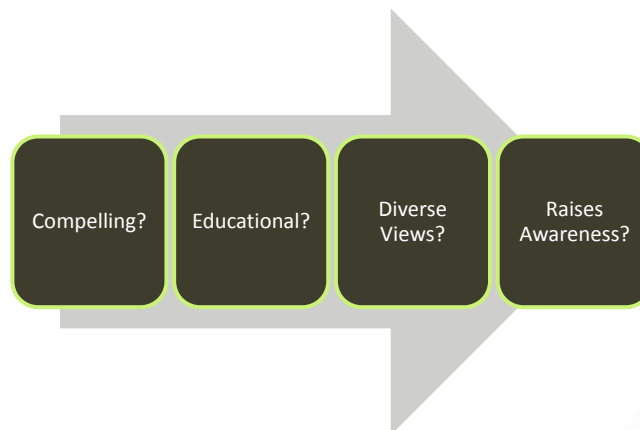 Compelling?
Educational?
Diverse
Views?
Raises
Awareness?